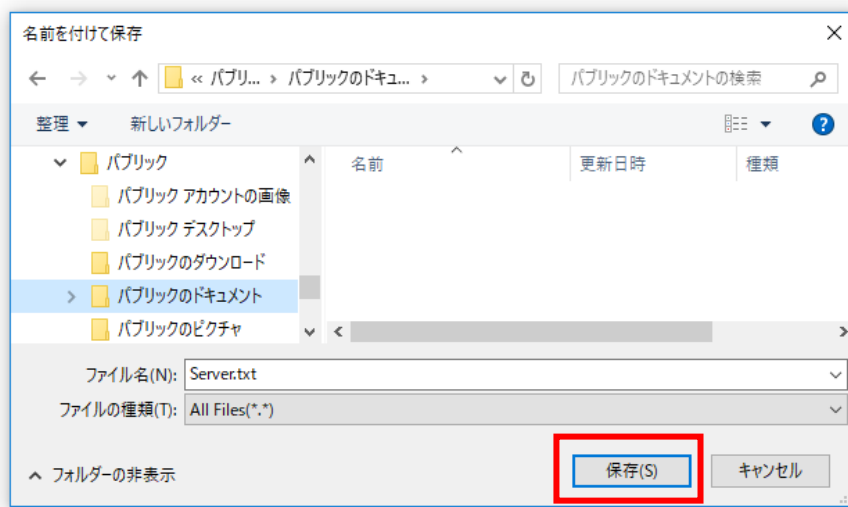 名前を付けて保存
« パブリ... › パブリックのドキュ... ›
パブリックのドキュメントの検索
整理 新しいフォルダー
?
名前 更新日時 種類
パブリック
パブリック アカウントの画像
パブリック デスクトップ
パブリックのダウンロード
パブリックのドキュメント
パブリックのピクチャ
ファイル名(N): Server.txt
ファイルの種類(T): All Files(*.*)
フォルダーの非表示 保存(S) キャンセル